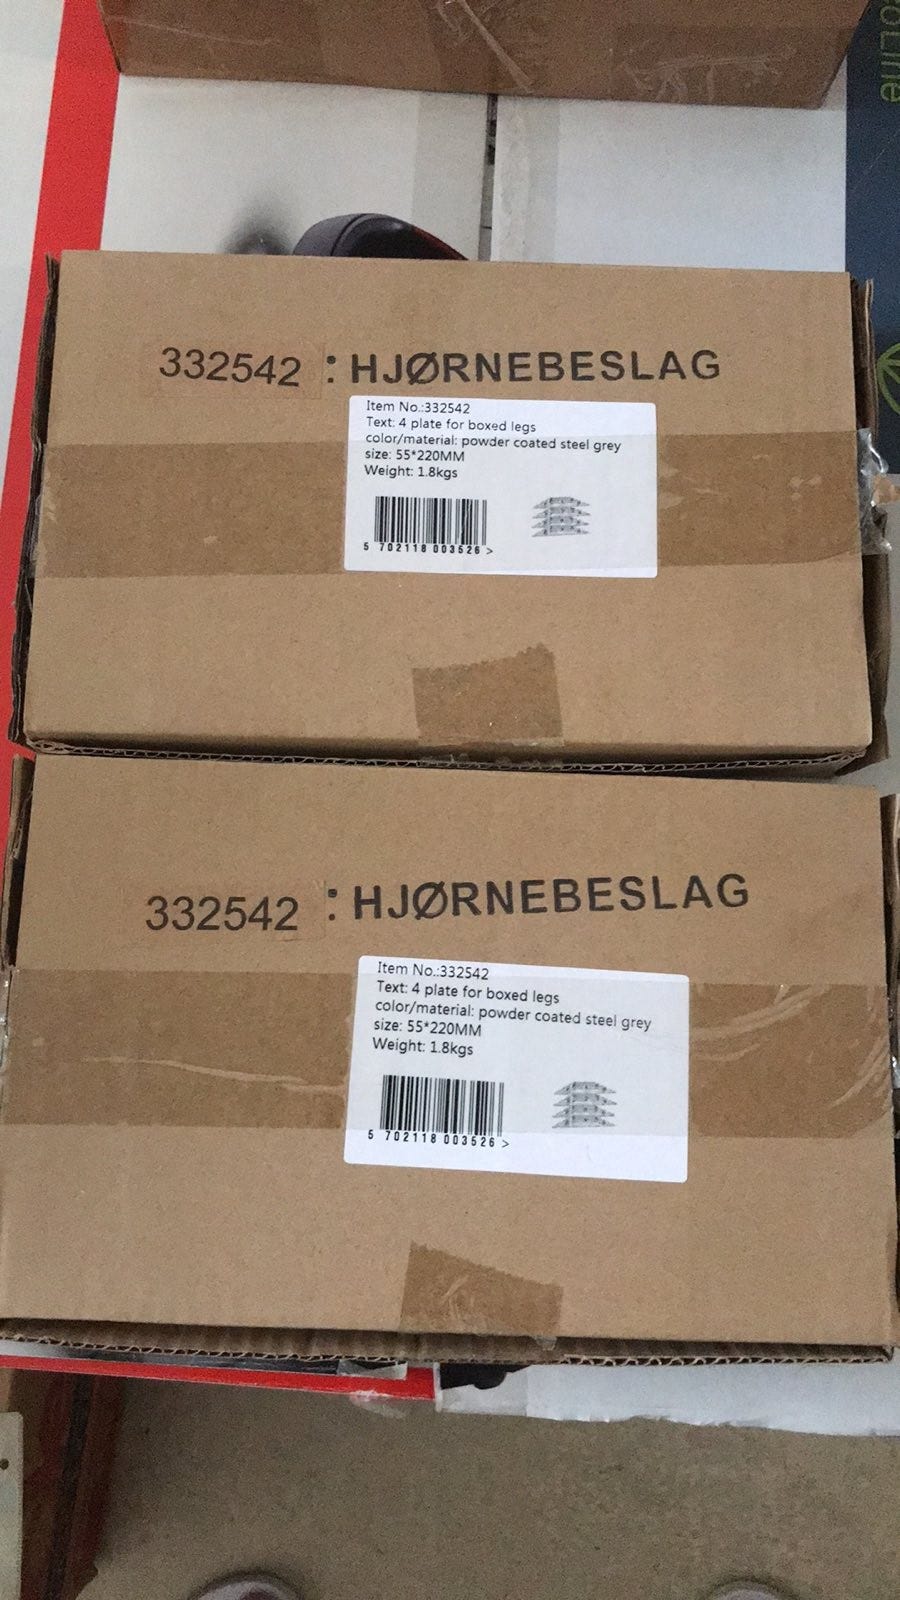 332542 : HJØRNEBESLAG
Item No.:332542
Text: 4 plate for boxed legs
color/material: powder coated steel grey
size: 55*220MM
Weight: 1.8kgs
5 702118 003526 >
332542 : HJØRNEBESLAG
Item No.:332542
Text: 4 plate for boxed legs
color/material: powder coated steel grey
size: 55*220MM
Weight: 1.8kgs
5 702118 003526 >